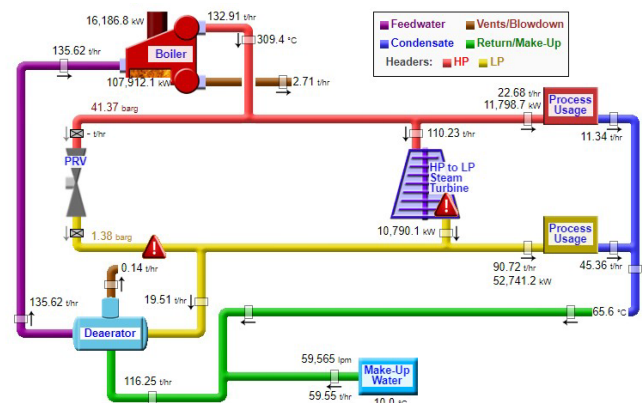 16,186.8 kW
132.91 t/hr
Feedwater
Vents/Blowdown
Condensate
Return/Make-Up
Headers:
HP
LP
135.62 t/hr
309.4 °C
Boiler
107,912.1 kW
2.71 t/hr
41.37 barg
22.68 t/hr
11,798.7 kW
Process
Usage
11.34 t/hr
- t/hr
110.23 t/hr
PRV
HP to LP
Steam
Turbine
1.38 barg
10,790.1 kW
Process
Usage
0.14 t/hr
90.72 t/hr
52,741.2 kW
45.36 t/hr
135.62 t/hr
19.51 t/hr
65.6 °C
Deaerator
116.25 t/hr
59,565 lpm
59.55 t/hr
Make-Up
Water
10.0 °C